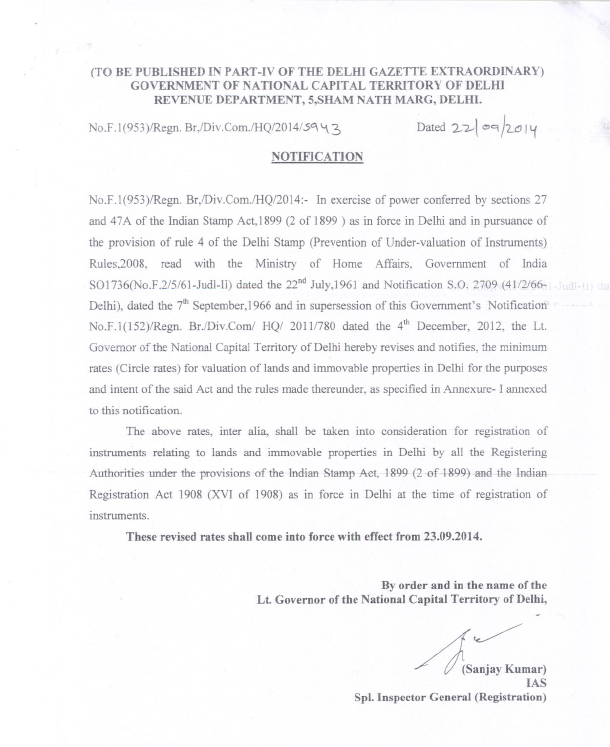 (TO BE PUBLISHED IN PART-IV OF THE DELHI GAZETTE EXTRAORDINARY)
GOVERNMENT OF NATIONAL CAPITAL TERRITORY OF DELHI
REVENUE DEPARTMENT, 5,SHAM NATH MARG, DELHI.
No.F.1(953)/Regn. Br,/Div.Com./HQ/2014/5943 Dated 22/09/2014
NOTIFICATION
No.F.1(953)/Regn. Br,/Div.Com./HQ/2014:- In exercise of power conferred by sections 27
and 47A of the Indian Stamp Act,1899 (2 of 1899 ) as in force in Delhi and in pursuance of
the provision of rule 4 of the Delhi Stamp (Prevention of Under-valuation of Instruments)
Rules,2008, read with the Ministry of Home Affairs, Government of India
SO1736(No.F.2/5/61-Judl-Ii) dated the 22nd July,1961 and Notification S.O. 2709 (41/2/66-
Delhi), dated the 7th September,1966 and in supersession of this Government's Notification
No.F.1(152)/Regn. Br./Div.Com/ HQ/ 2011/780 dated the 4th December, 2012, the Lt.
Governor of the National Capital Territory of Delhi hereby revises and notifies, the minimum
rates (Circle rates) for valuation of lands and immovable properties in Delhi for the purposes
and intent of the said Act and the rules made thereunder, as specified in Annexure- I annexed
to this notification.
The above rates, inter alia, shall be taken into consideration for registration of
instruments relating to lands and immovable properties in Delhi by all the Registering
Authorities under the provisions of the Indian Stamp Act, 1899 (2 of 1899) and the Indian
Registration Act 1908 (XVI of 1908) as in force in Delhi at the time of registration of
instruments.
These revised rates shall come into force with effect from 23.09.2014.
By order and in the name of the
Lt. Governor of the National Capital Territory of Delhi,
(Sanjay Kumar)
IAS
Spl. Inspector General (Registration)